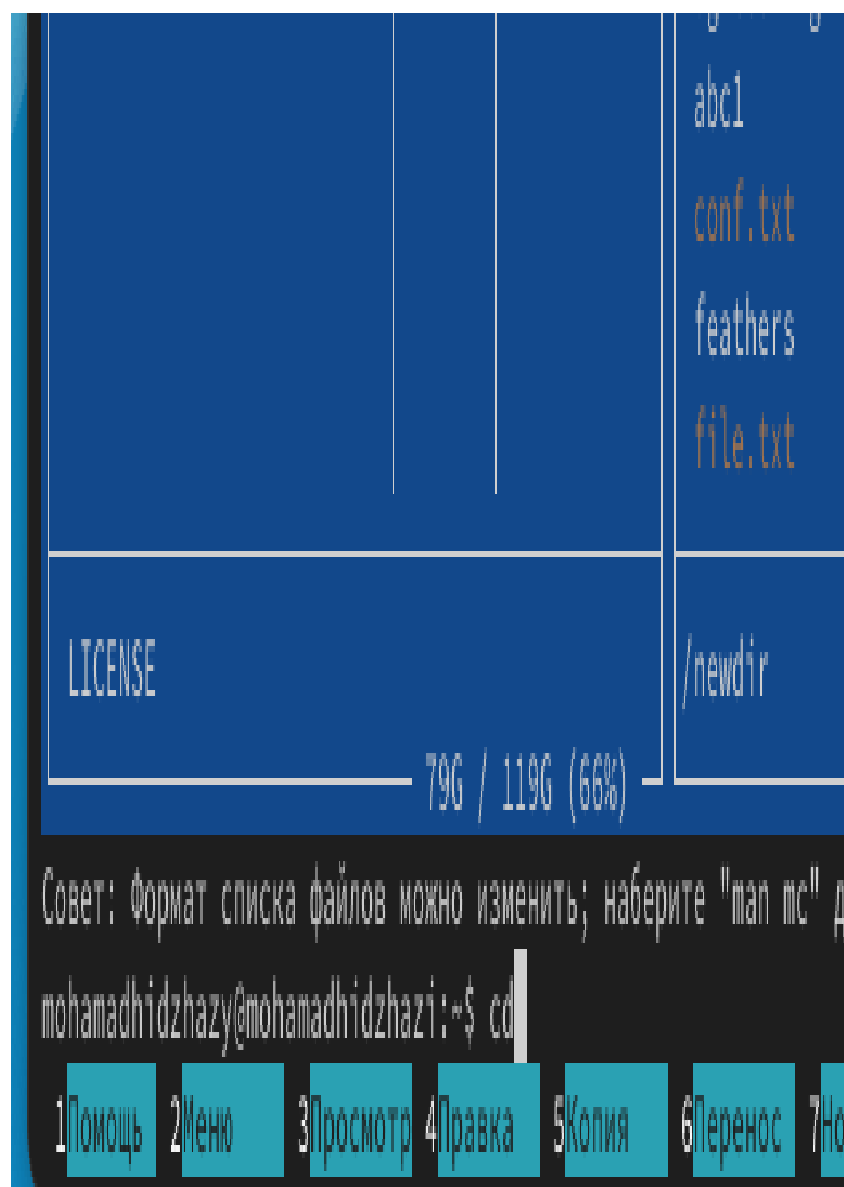 abc1
conf.txt
feathers
file.txt
LICENSE
/newdir
79G / 119G (66%)
Совет: Формат списка файлов можно изменить; наберите "man mc"
mohamadhidzhazy@mohamadhidzhazi:~$ cd
1Помощь 2Меню 3Просмотр 4Правка 5Копия 6Перенос 7